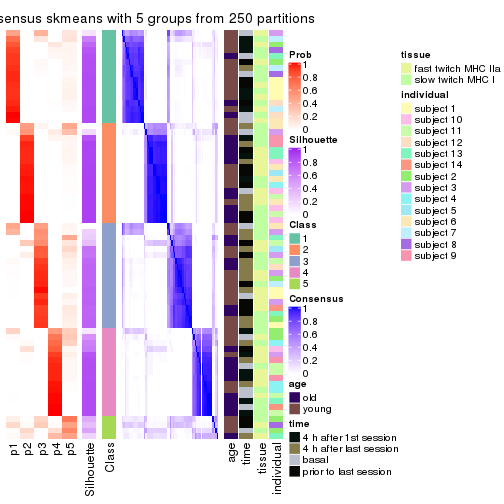 sensus skmeans with 5 groups from 250 partitions
Prob
1
0.8
0.6
0.4
0.2
0
Silhouette
1
0.8
0.6
0.4
0.2
0
Class
1
2
3
4
5
Consensus
1
0.8
0.6
0.4
0.2
0
age
old
young
time
4 h after 1st session
4 h after last session
basal
prior to last session
tissue
fast twitch MHC IIa
slow twitch MHC I
individual
subject 1
subject 10
subject 11
subject 12
subject 13
subject 14
subject 2
subject 3
subject 4
subject 5
subject 6
subject 7
subject 8
subject 9
p1
p2
p3
p4
p5
Silhouette
Class
age
time
tissue
individual